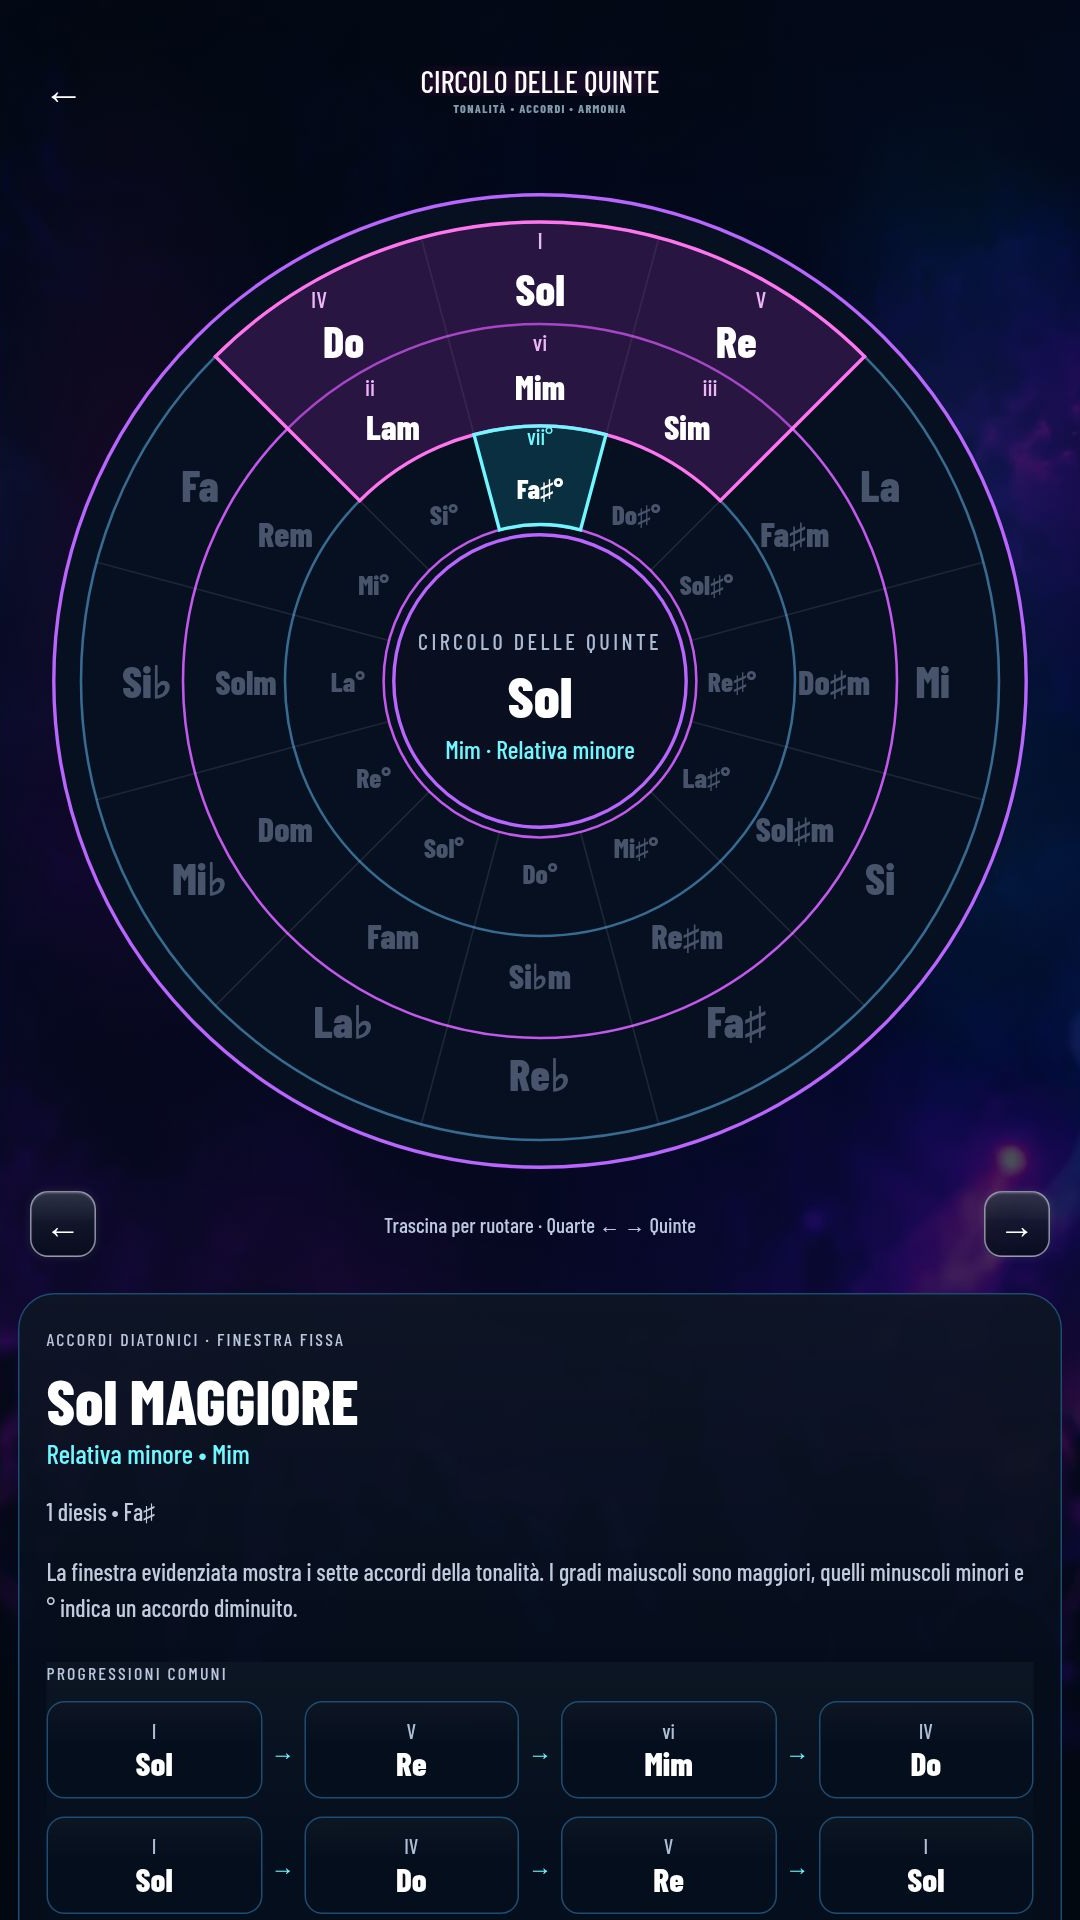 ←
CIRCOLO DELLE QUINTE
TONALITÀ • ACCORDI • ARMONIA
I
Sol
IV
Do
V
Re
vi
Mim
ii
Lam
iii
Sim
vii°
Fa♯°
Fa
Rem
Si°
Mi°
Do♯°
Sol♯°
Fa♯m
La
Si♭
Solm
La°
CIRCOLO DELLE QUINTE
Sol
Mim · Relativa minore
Re♯°
Do♯m
Mi
Re°
La♯°
Dom
Sol♯m
Mi♭
Sol°
Do°
Mi♯°
Si
Fam
Si♭m
Re♯m
La♭
Re♭
Fa♯
←
Trascina per ruotare · Quarte ← → Quinte
→
ACCORDI DIATONICI · FINESTRA FISSA
Sol MAGGIORE
Relativa minore • Mim
1 diesis • Fa♯
La finestra evidenziata mostra i sette accordi della tonalità. I gradi maiuscoli sono maggiori, quelli minuscoli minori e
° indica un accordo diminuito.
PROGRESSIONI COMUNI
I V vi IV
Sol → Re → Mim → Do
I IV V I
Sol → Do → Re → Sol